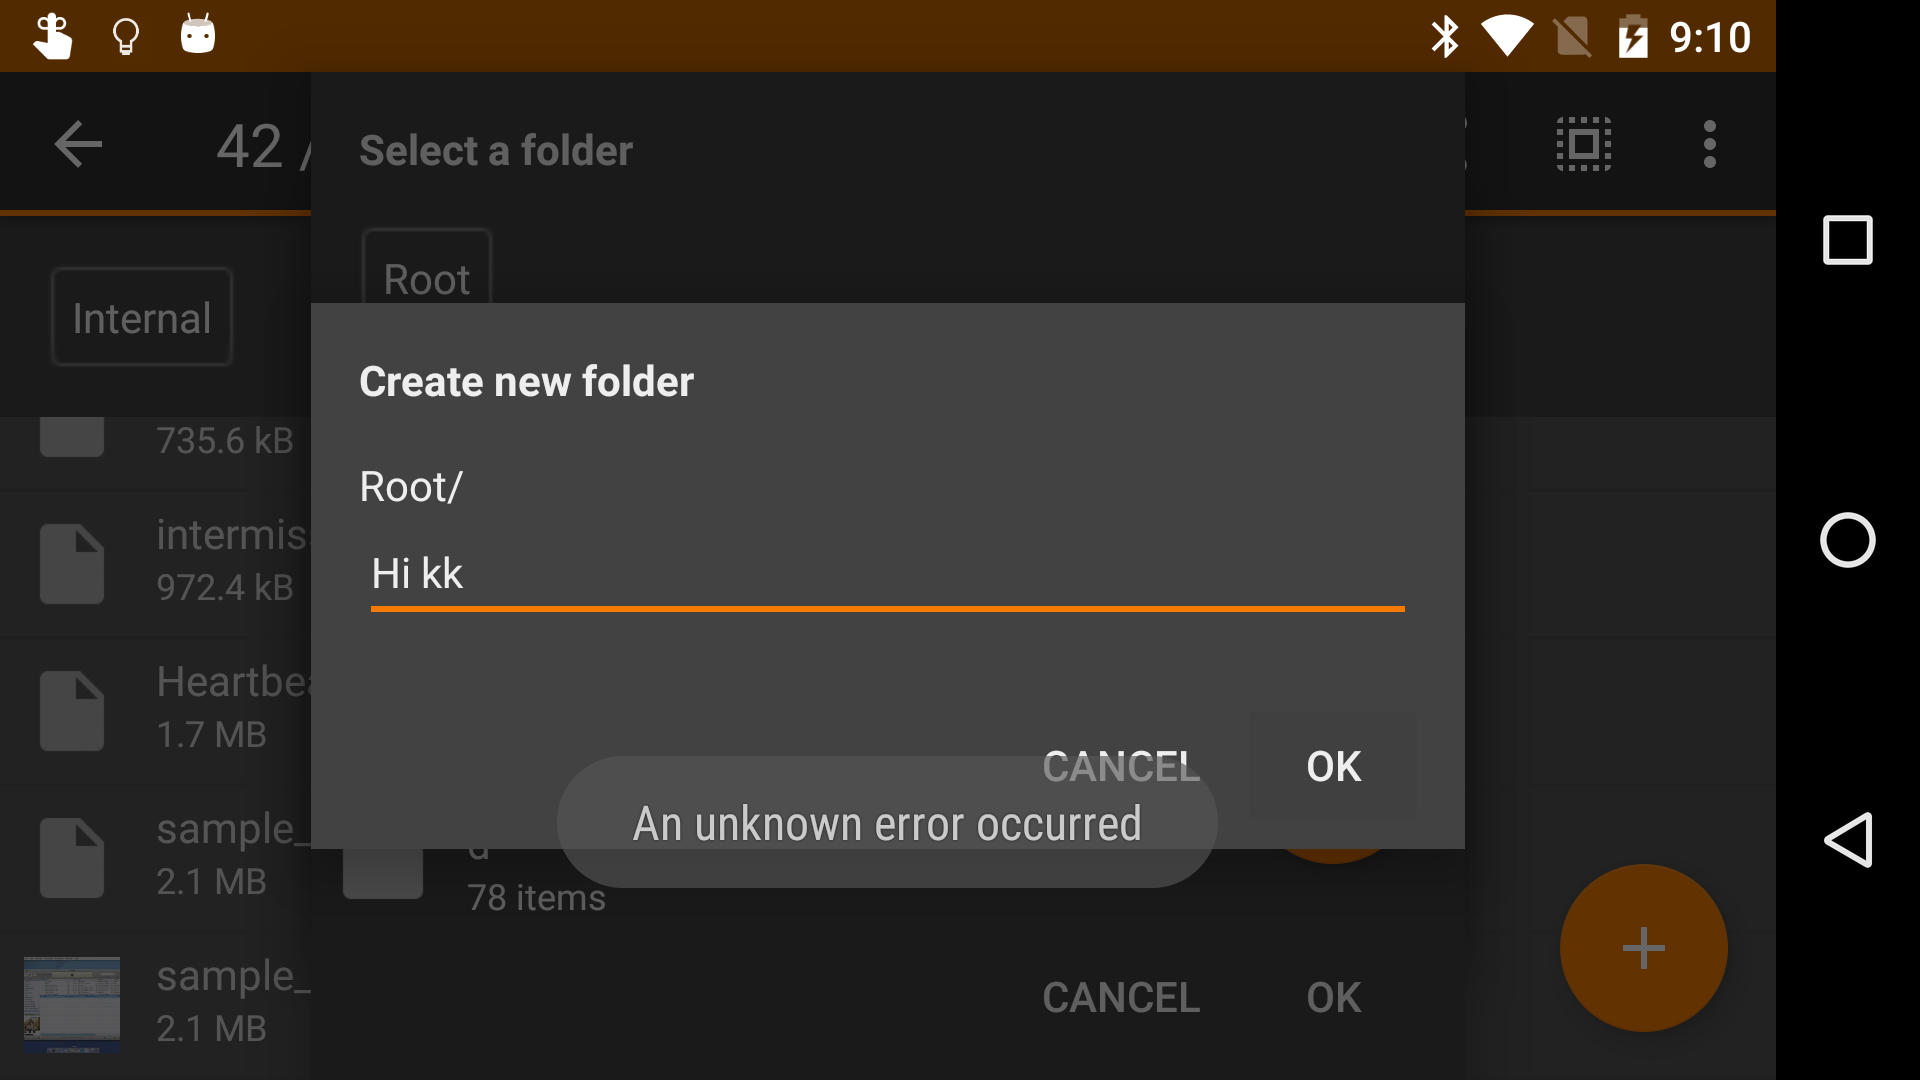 9:10
42 /
Select a folder
Root
Internal
Create new folder
735.6 kB
Root/
intermis
Hi kk
972.4 kB
Heartbea
1.7 MB
CANCEL
OK
An unknown error occurred
sample_
2.1 MB
78 items
sample_
CANCEL
OK
2.1 MB